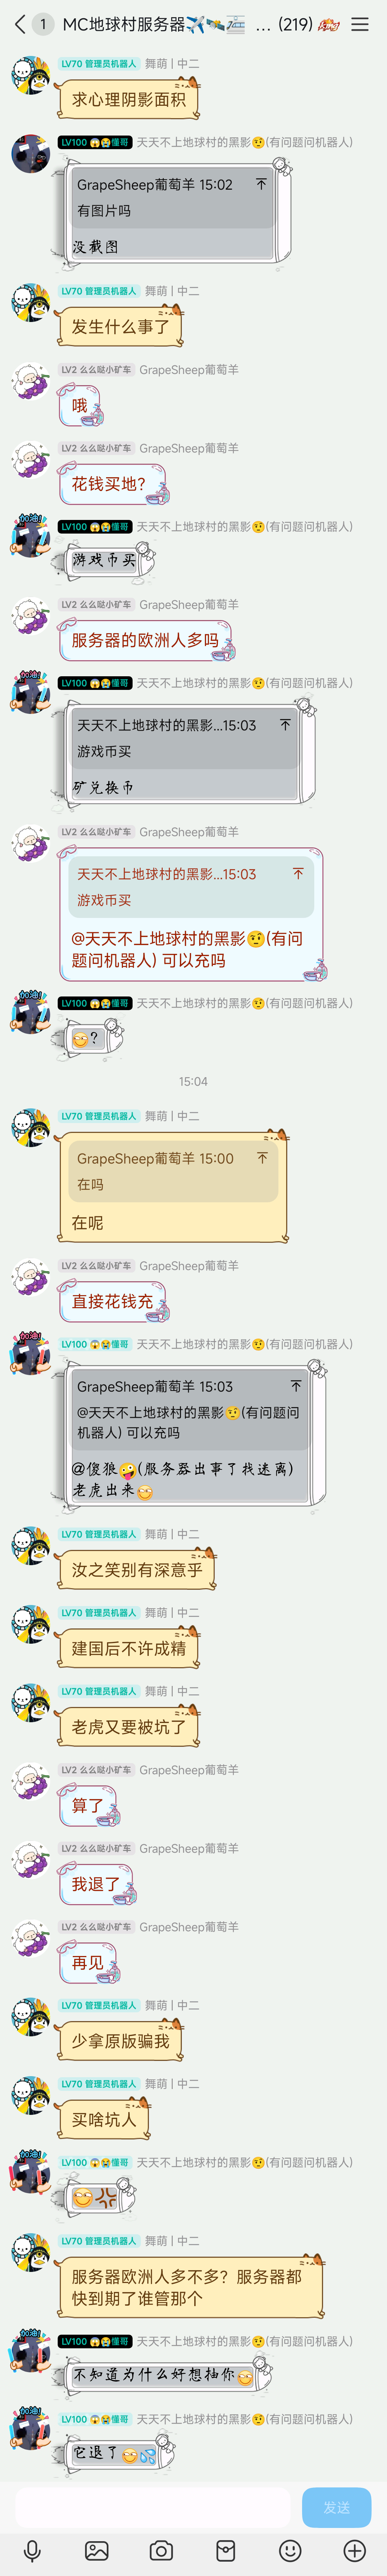 1 MC地球村服务器✈️🛰️🚈 ... (219)
LV70 管理员机器人 舞萌 | 中二
求心理阴影面积
LV100 😱😭懂哥 天天不上地球村的黑影🤨(有问题问机器人)
GrapeSheep葡萄羊 15:02
有图片吗
没截图
LV70 管理员机器人 舞萌 | 中二
发生什么事了
LV2 么么哒小矿车 GrapeSheep葡萄羊
哦
LV2 么么哒小矿车 GrapeSheep葡萄羊
花钱买地?
加油!
LV100 😱😭懂哥 天天不上地球村的黑影🤨(有问题问机器人)
游戏币买
LV2 么么哒小矿车 GrapeSheep葡萄羊
服务器的欧洲人多吗
加油!
LV100 😱😭懂哥 天天不上地球村的黑影🤨(有问题问机器人)
天天不上地球村的黑影...15:03
游戏币买
矿兑换币
LV2 么么哒小矿车 GrapeSheep葡萄羊
天天不上地球村的黑影...15:03
游戏币买
@天天不上地球村的黑影🤨(有问
题问机器人) 可以充吗
加油!
LV100 😱😭懂哥 天天不上地球村的黑影🤨(有问题问机器人)
?
15:04
LV70 管理员机器人 舞萌 | 中二
GrapeSheep葡萄羊 15:00
在吗
在呢
LV2 么么哒小矿车 GrapeSheep葡萄羊
直接花钱充
加油!
LV100 😱😭懂哥 天天不上地球村的黑影🤨(有问题问机器人)
GrapeSheep葡萄羊 15:03
@天天不上地球村的黑影🤨(有问题问
机器人) 可以充吗
@傻狼🤪(服务器出事了找迷离)
老虎出来
LV70 管理员机器人 舞萌 | 中二
汝之笑别有深意乎
LV70 管理员机器人 舞萌 | 中二
建国后不许成精
LV70 管理员机器人 舞萌 | 中二
老虎又要被坑了
LV2 么么哒小矿车 GrapeSheep葡萄羊
算了
LV2 么么哒小矿车 GrapeSheep葡萄羊
我退了
LV2 么么哒小矿车 GrapeSheep葡萄羊
再见
LV70 管理员机器人 舞萌 | 中二
少拿原版骗我
LV70 管理员机器人 舞萌 | 中二
买啥坑人
加油!
LV100 😱😭懂哥 天天不上地球村的黑影🤨(有问题问机器人)
LV70 管理员机器人 舞萌 | 中二
服务器欧洲人多不多? 服务器都
快到期了谁管那个
加油!
LV100 😱😭懂哥 天天不上地球村的黑影🤨(有问题问机器人)
不知道为什么好想抽你
加油!
LV100 😱😭懂哥 天天不上地球村的黑影🤨(有问题问机器人)
它退了💦
发送